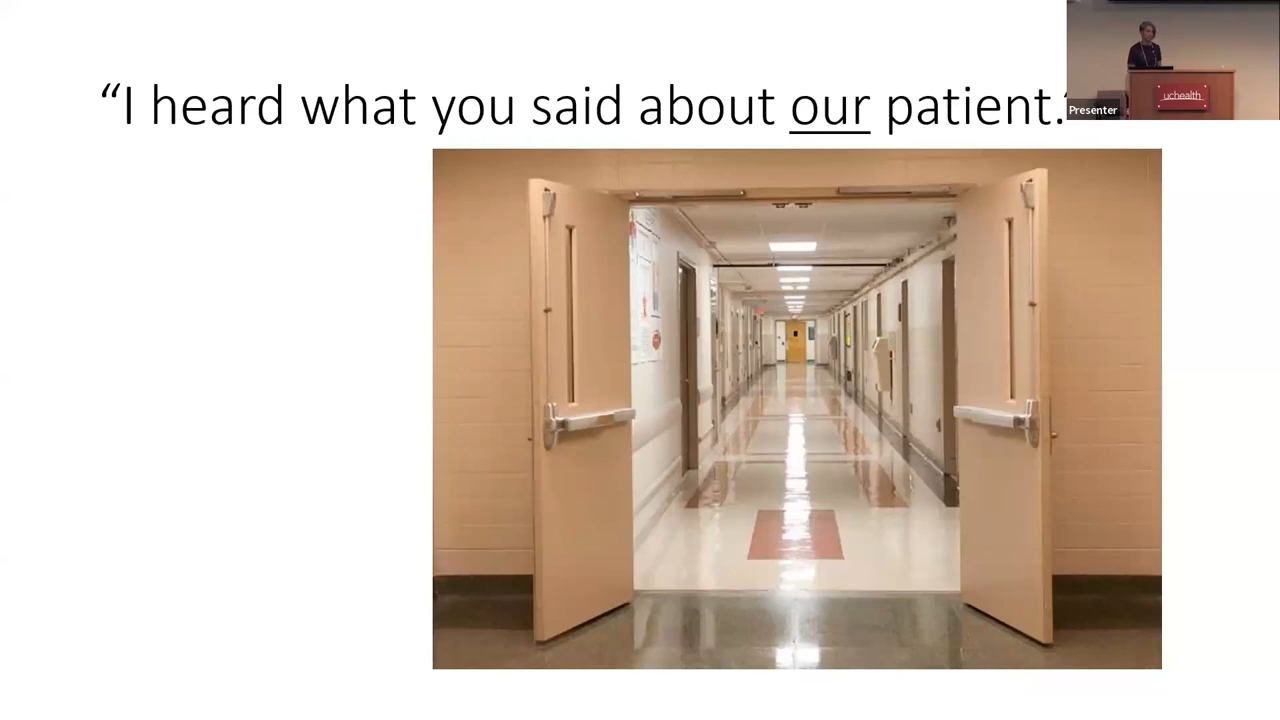 “I heard what you said about our patient.”
uchealth
Presenter